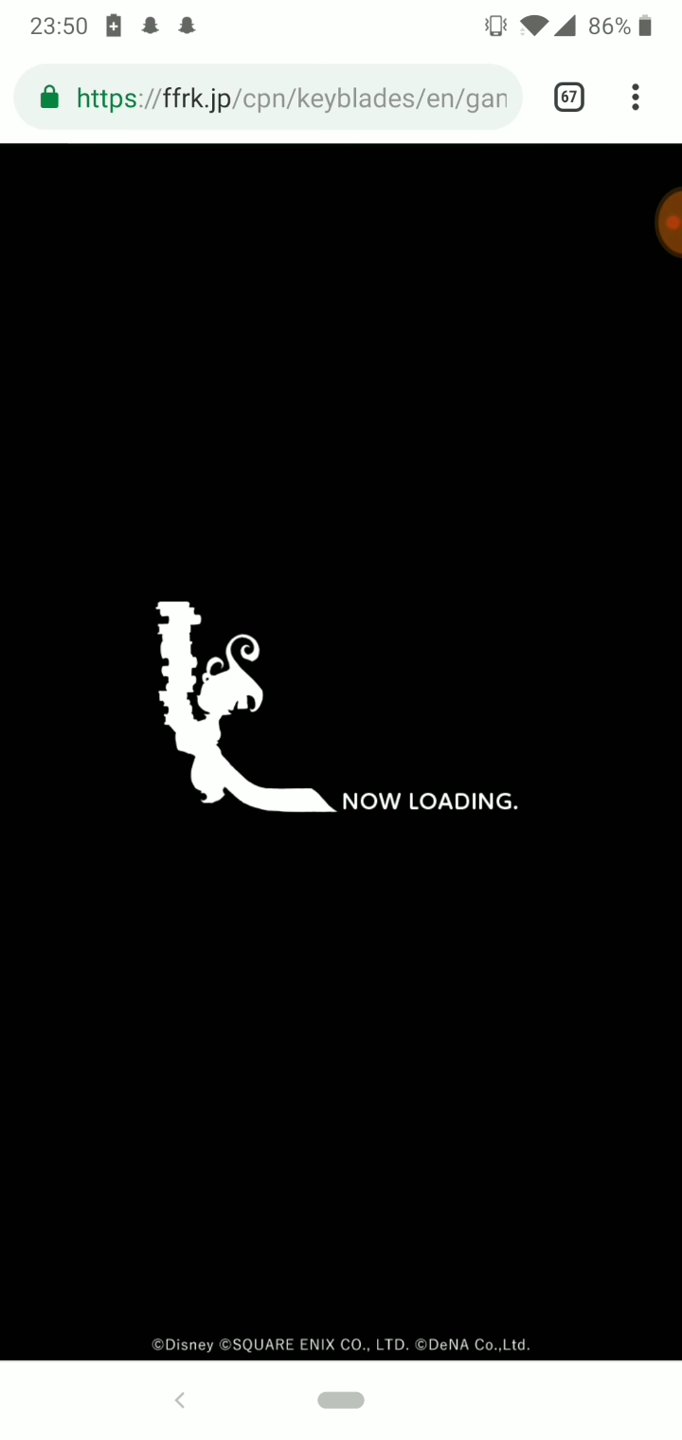 23:50 86%
https://ffrk.jp/cpn/keyblades/en/gan
67
NOW LOADING.
©Disney ©SQUARE ENIX CO., LTD. ©DeNA Co.,Ltd.